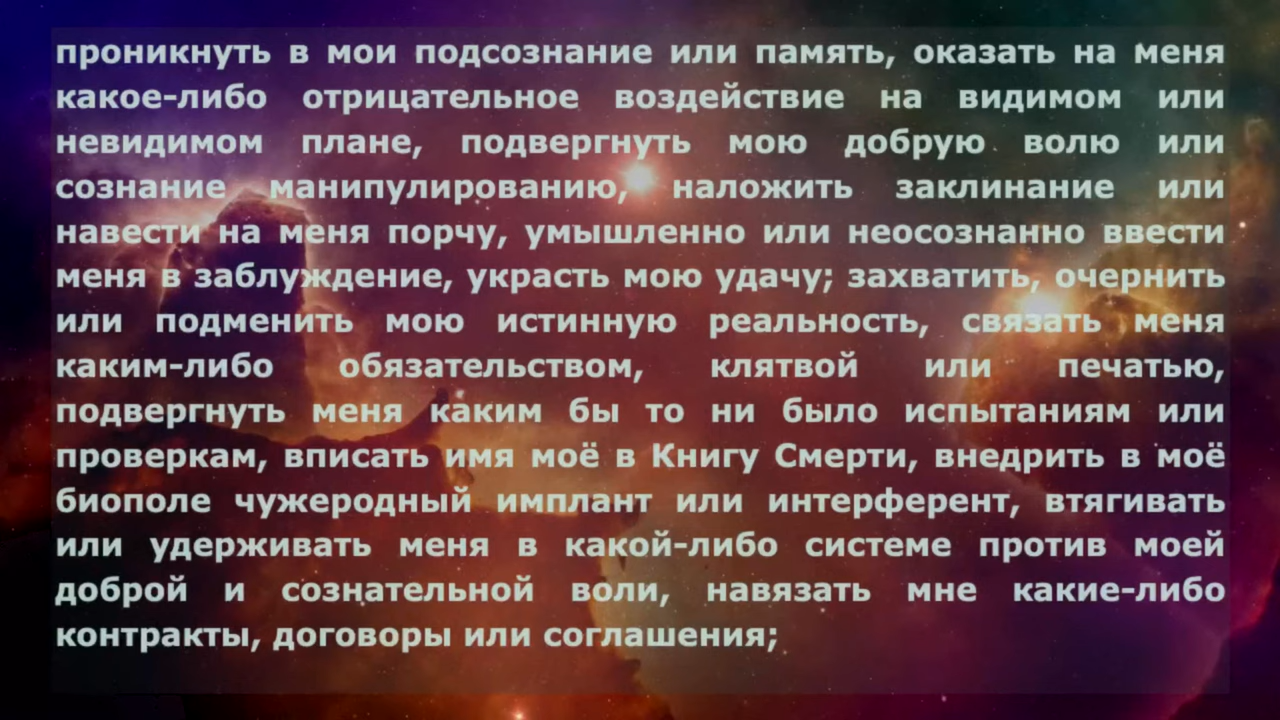 проникнуть в мои подсознание или память, оказать на меня
какое-либо отрицательное воздействие на видимом или
невидимом плане, подвергнуть мою добрую волю или
сознание манипулированию, наложить заклинание или
навести на меня порчу, умышленно или неосознанно ввести
меня в заблуждение, украсть мою удачу; захватить, очернить
или подменить мою истинную реальность, связать меня
каким-либо обязательством, клятвой или печатью,
подвергнуть меня каким бы то ни было испытаниям или
проверкам, вписать имя моё в Книгу Смерти, внедрить в моё
биополе чужеродный имплант или интерферент, втягивать
или удерживать меня в какой-либо системе против моей
доброй и сознательной воли, навязать мне какие-либо
контракты, договоры или соглашения;